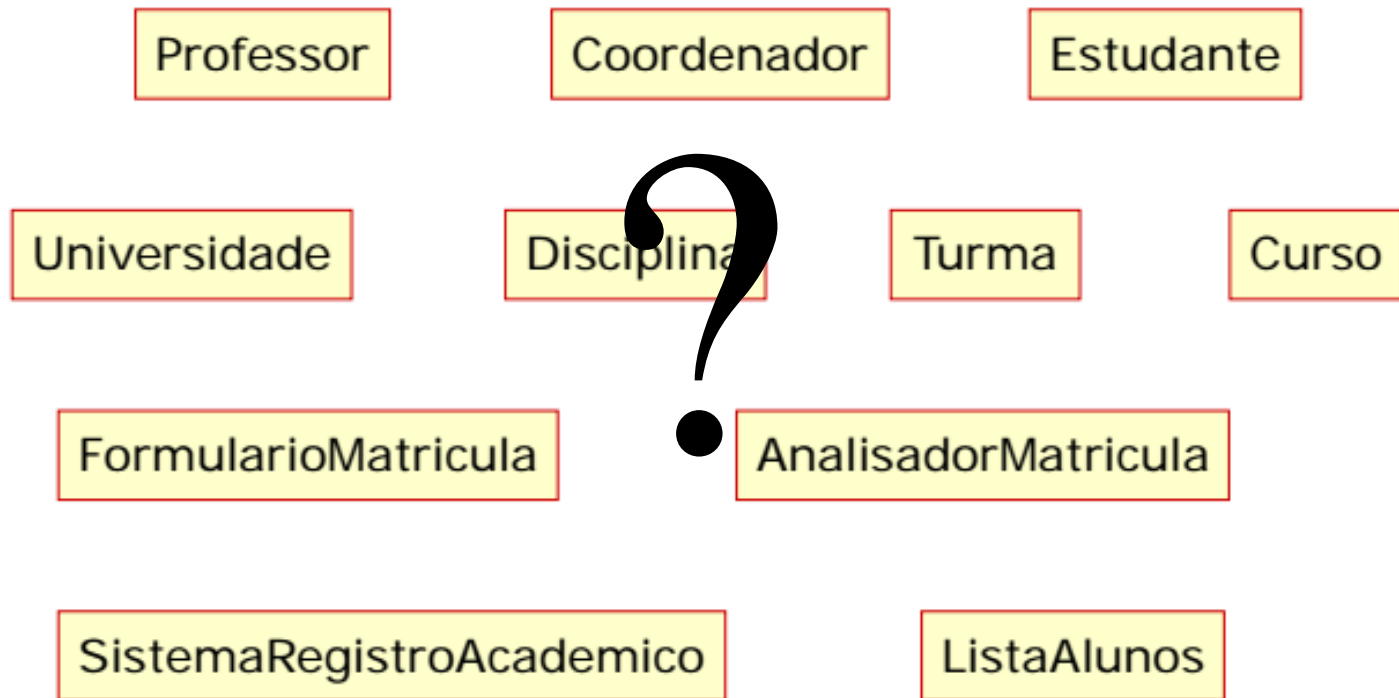 Professor Coordenador Estudante
Universidade Disciplina Turma Curso
?
FormularioMatricula AnalisadorMatricula
SistemaRegistroAcademico ListaAlunos